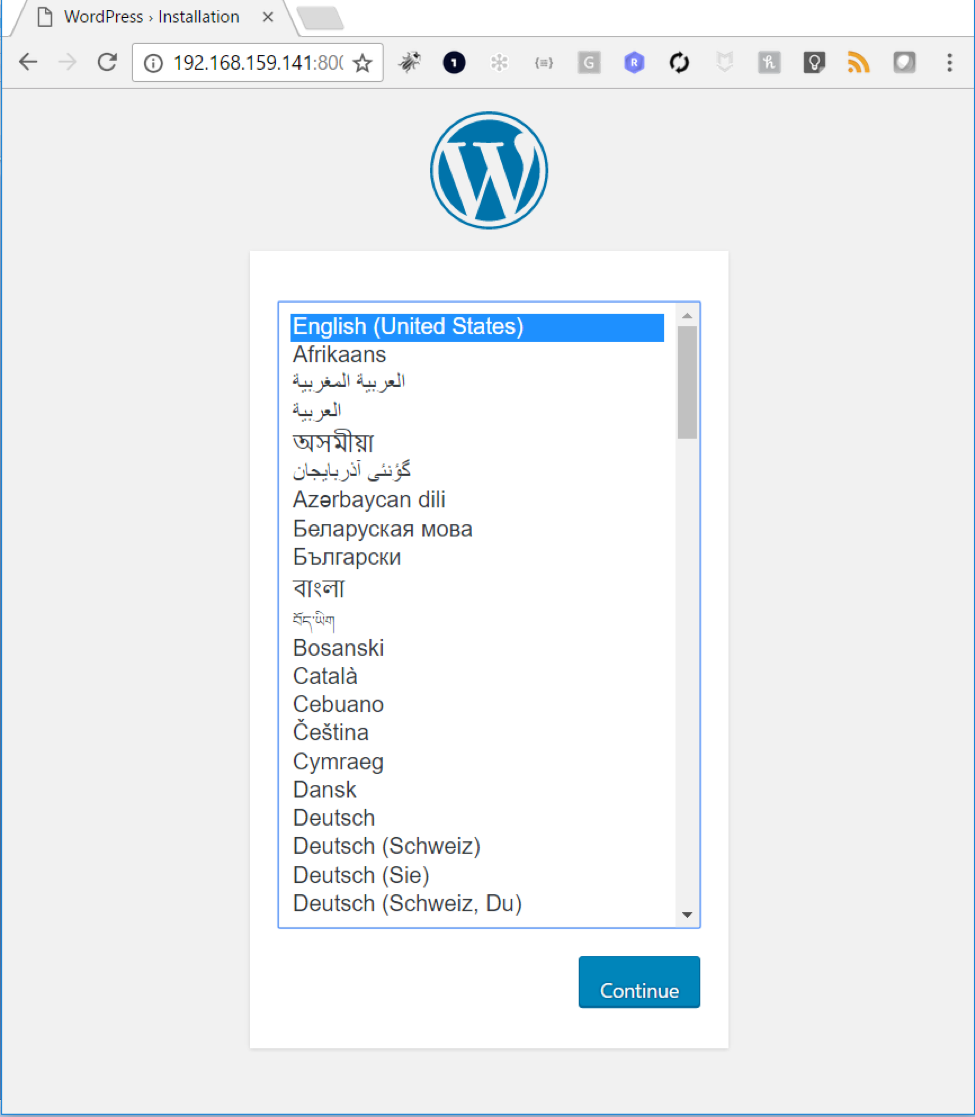 WordPress › Installation
192.168.159.141:800
English (United States)
Afrikaans
العربية المغربية
العربية
অসমীয়া
گؤنئی آذربایجان
Azərbaycan dili
Беларуская мова
Български
বাংলা
བོད་ཡིག
Bosanski
Català
Cebuano
Čeština
Cymraeg
Dansk
Deutsch
Deutsch (Schweiz)
Deutsch (Sie)
Deutsch (Schweiz, Du)
Continue